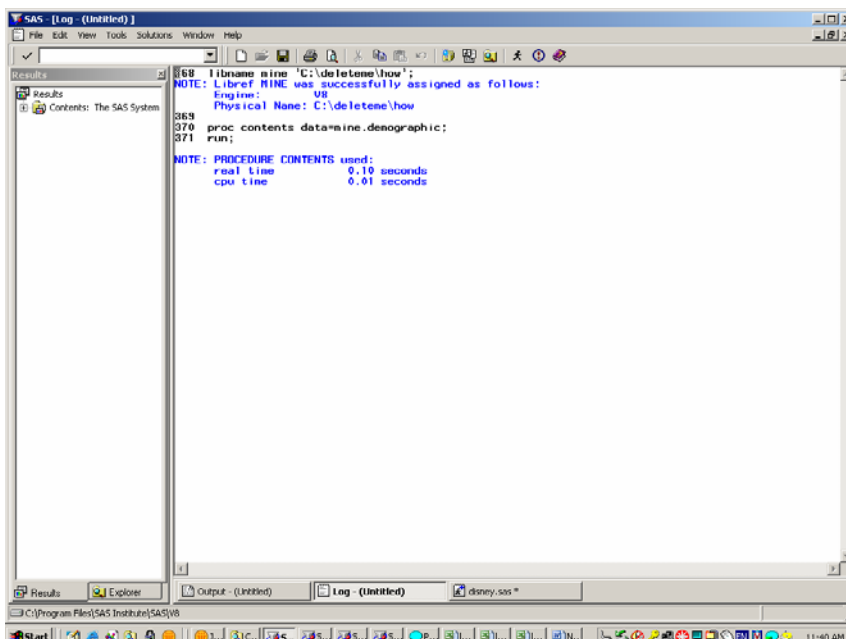 SAS - [Log - (Untitled) ]
File Edit View Tools Solutions Window Help
Results
Results
Contents: The SAS System
368 libname mine 'C:\deleteme\how';
NOTE: Libref MINE was successfully assigned as follows:
Engine: V8
Physical Name: C:\deleteme\how
369
370 proc contents data=mine.demographic;
371 run;
NOTE: PROCEDURE CONTENTS used:
real time 0.10 seconds
cpu time 0.01 seconds
Results Explorer Output - (Untitled) Log - (Untitled) disney.sas *
C:\Program Files\SAS Institute\SAS\V8
Start 11:40 AM